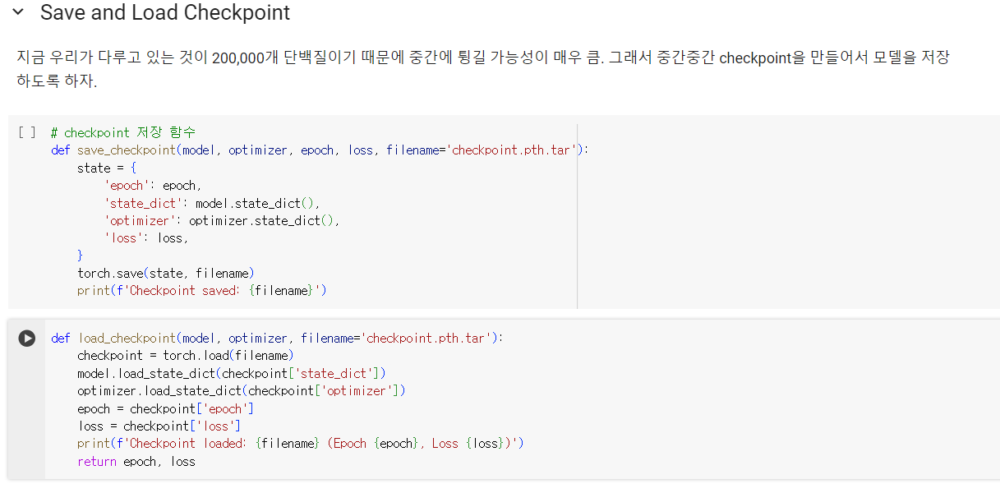 Save and Load Checkpoint
지금 우리가 다루고 있는 것이 200,000개 단백질이기 때문에 중간에 튕길 가능성이 매우 큼. 그래서 중간중간 checkpoint을 만들어서 모델을 저장
하도록 하자.
[ ] # checkpoint 저장 함수
def save_checkpoint(model, optimizer, epoch, loss, filename='checkpoint.pth.tar'):
    state = {
        'epoch': epoch,
        'state_dict': model.state_dict(),
        'optimizer': optimizer.state_dict(),
        'loss': loss,
    }
    torch.save(state, filename)
    print(f'Checkpoint saved: {filename}')
def load_checkpoint(model, optimizer, filename='checkpoint.pth.tar'):
    checkpoint = torch.load(filename)
    model.load_state_dict(checkpoint['state_dict'])
    optimizer.load_state_dict(checkpoint['optimizer'])
    epoch = checkpoint['epoch']
    loss = checkpoint['loss']
    print(f'Checkpoint loaded: {filename} (Epoch {epoch}, Loss {loss})')
    return epoch, loss